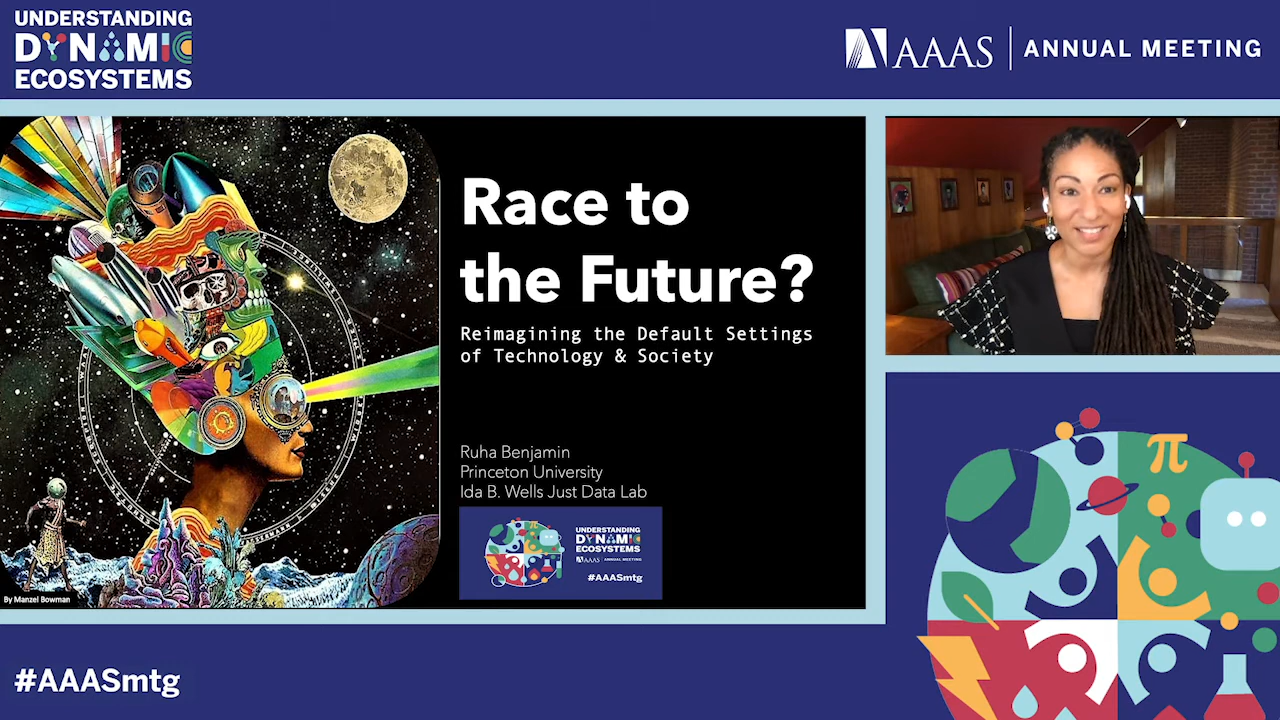 UNDERSTANDING
DYNAMIC
ECOSYSTEMS
AAAS | ANNUAL MEETING
Race to
the Future?
Reimagining the Default Settings
of Technology & Society
Ruha Benjamin
Princeton University
Ida B. Wells Just Data Lab
UNDERSTANDING
DYNAMIC
ECOSYSTEMS
AAAS | ANNUAL MEETING
#AAASmtg
By Manzel Bowman
π
#AAASmtg